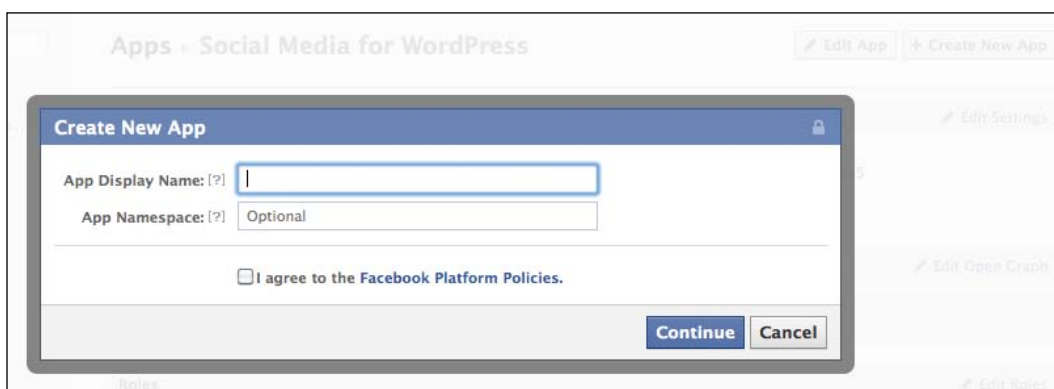 Apps ▸ Social Media for WordPress
Edit App
+ Create New App
Edit Settings
Create New App
App Display Name: [?]
App Namespace: [?] Optional
Edit Open Graph
I agree to the Facebook Platform Policies.
Continue Cancel
Roles
Edit Roles